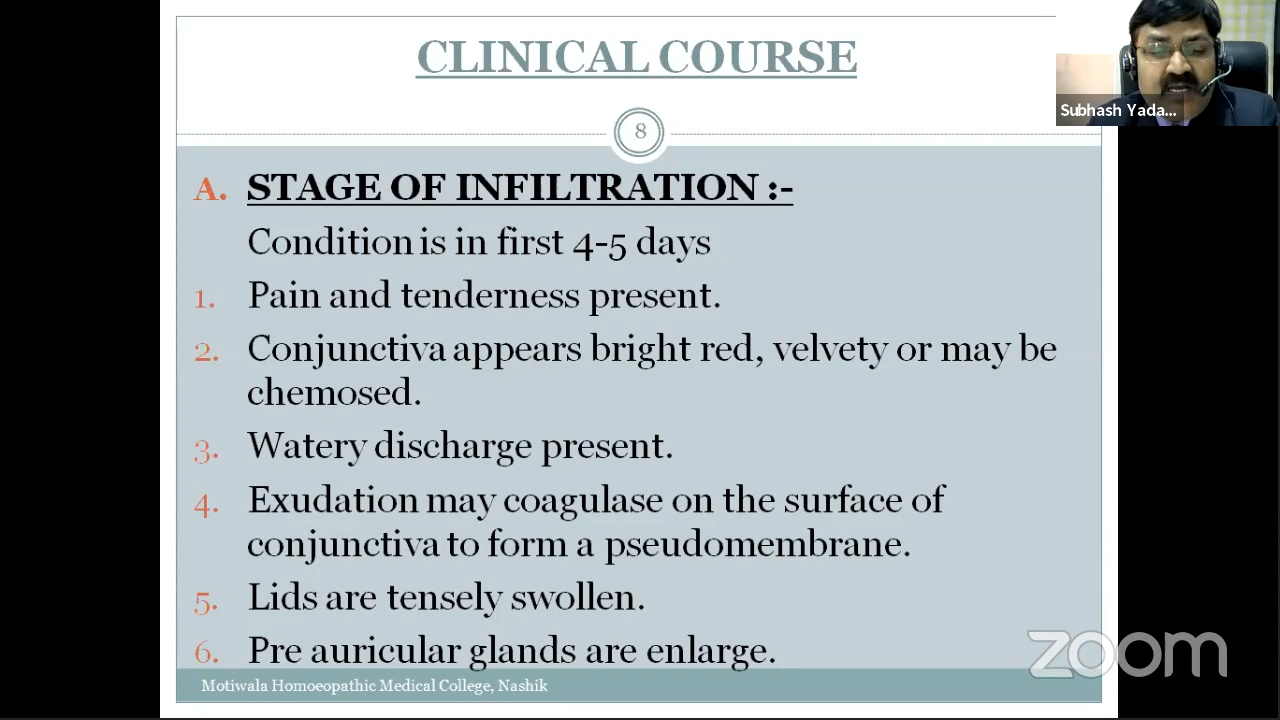 CLINICAL COURSE
Subhash Yada...
8
A. STAGE OF INFILTRATION :-
Condition is in first 4-5 days
1. Pain and tenderness present.
2. Conjunctiva appears bright red, velvety or may be
chemosed.
3. Watery discharge present.
4. Exudation may coagulase on the surface of
conjunctiva to form a pseudomembrane.
5. Lids are tensely swollen.
6. Pre auricular glands are enlarge.
zoom
Motiwala Homoeopathic Medical College, Nashik